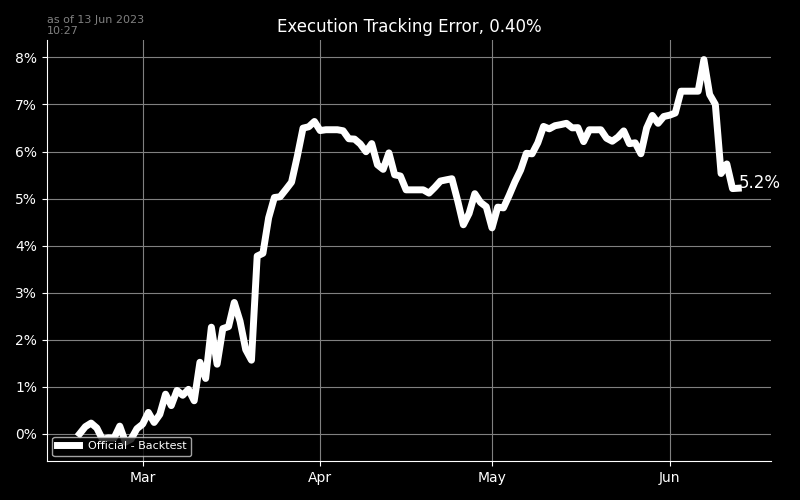 as of 13 Jun 2023
10:27
Execution Tracking Error, 0.40%
8%
7%
6%
5%
4%
3%
2%
1%
0%
5.2%
Official - Backtest
Mar
Apr
May
Jun